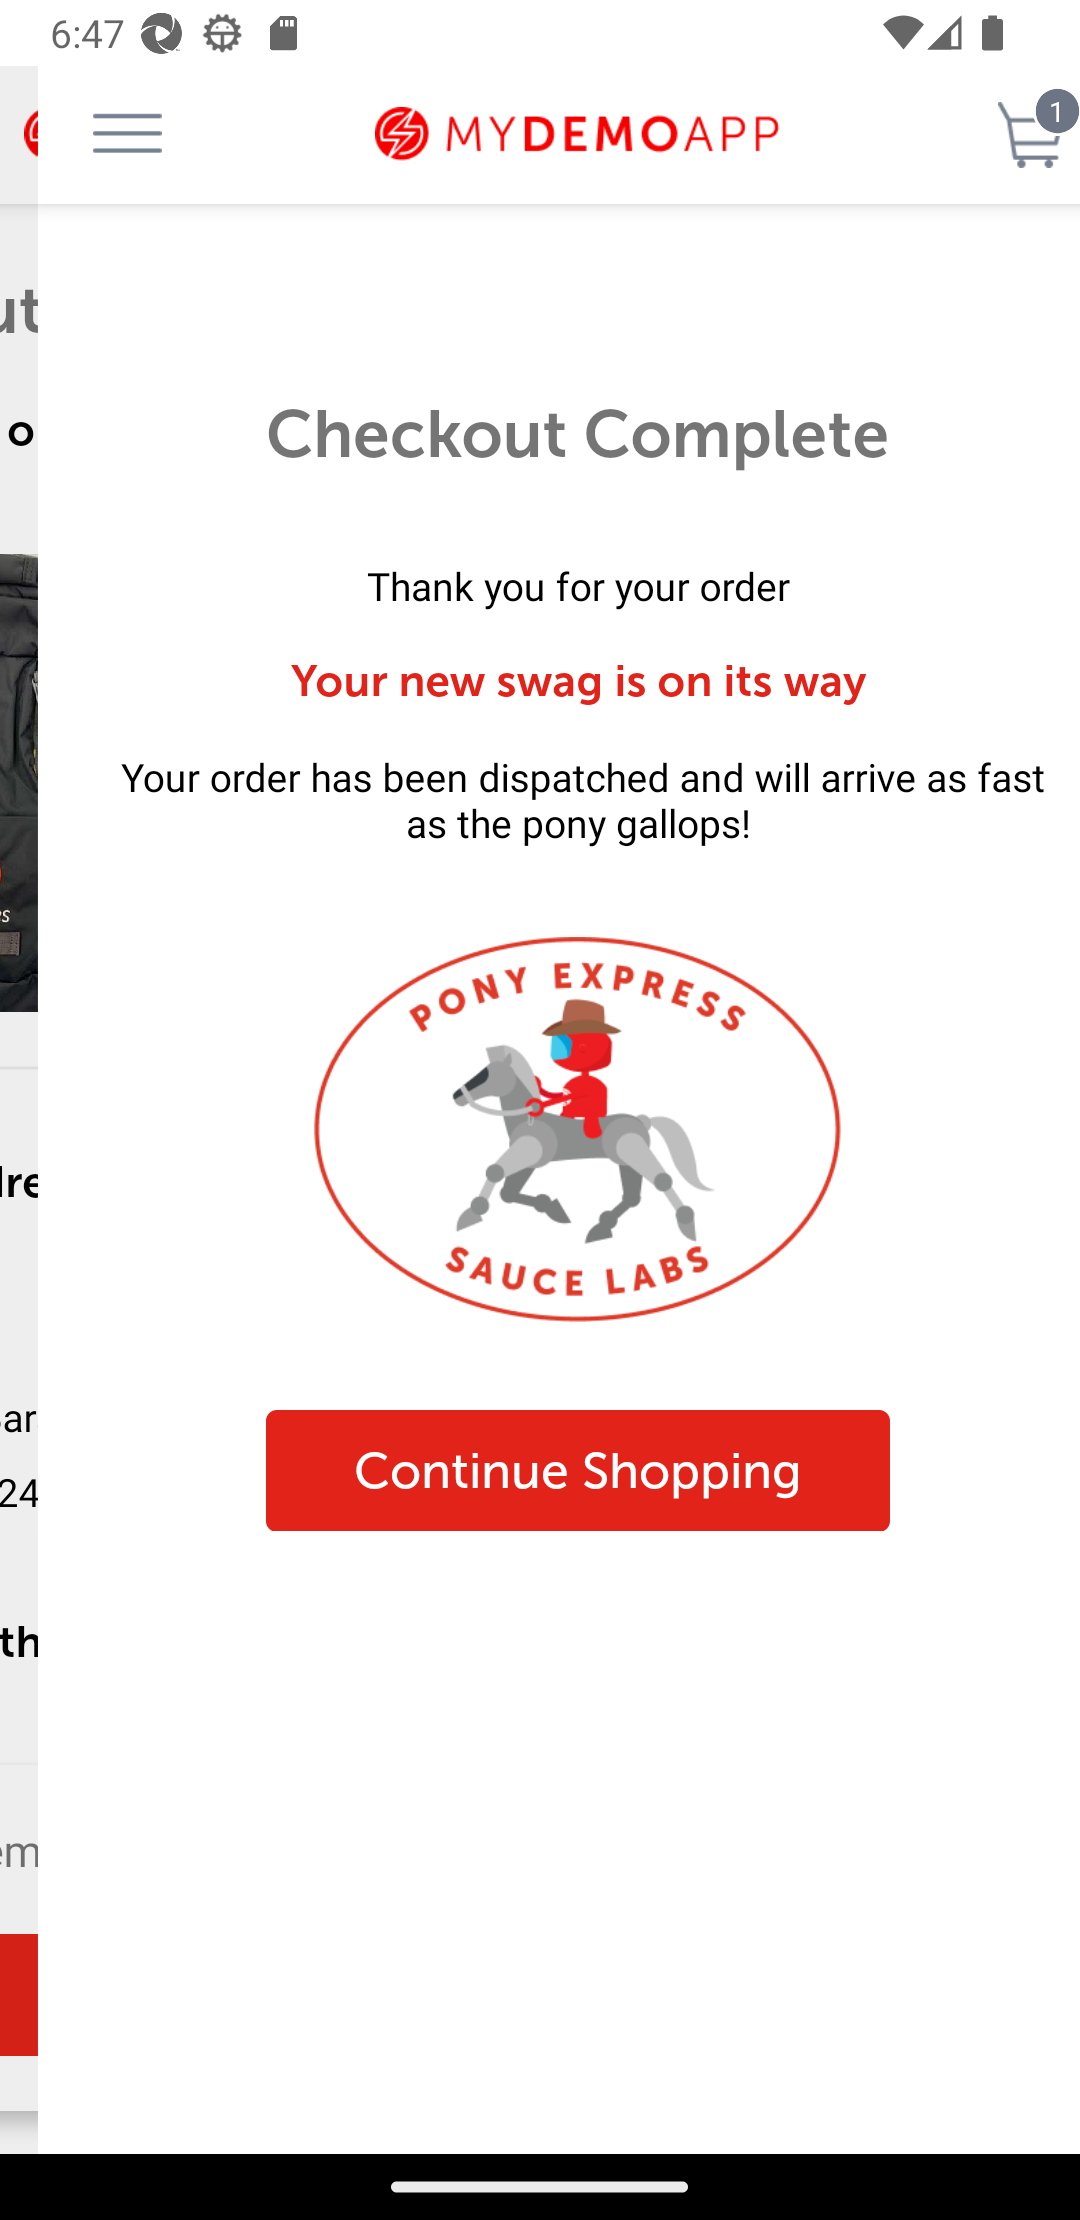 6:47
MYDEMOAPP
1
Checkout Complete
Thank you for your order
Your new swag is on its way
Your order has been dispatched and will arrive as fast
as the pony gallops!
PONY EXPRESS
SAUCE LABS
Continue Shopping